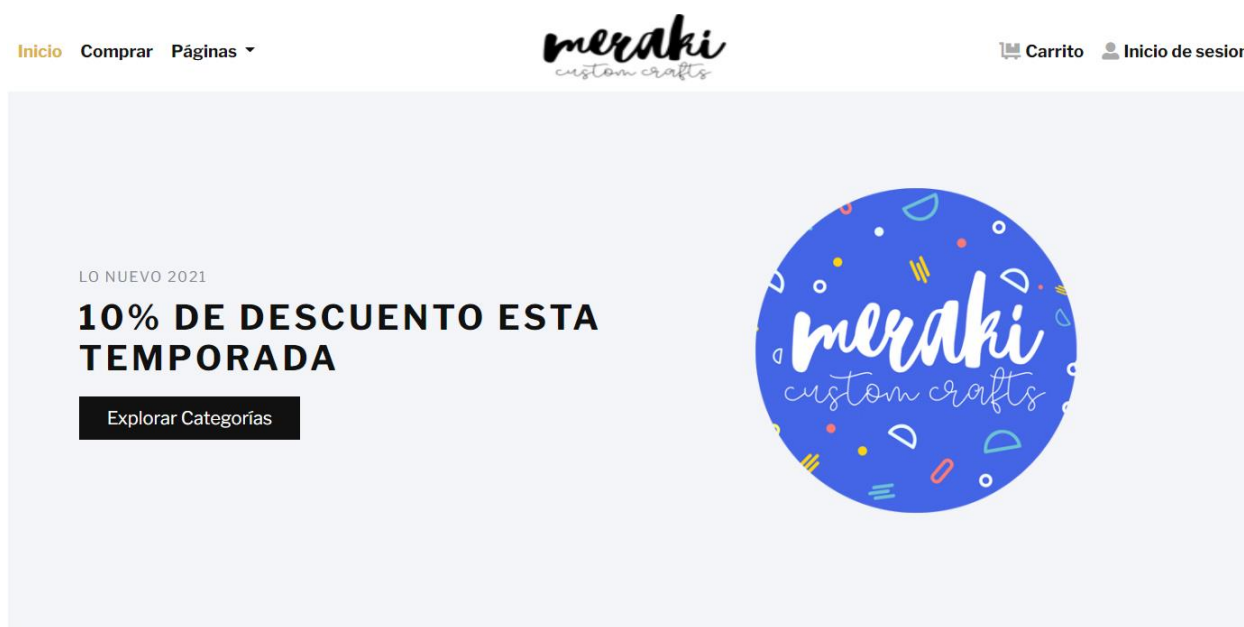 Inicio Comprar Páginas
meraki
custom crafts
Carrito Inicio de sesion
LO NUEVO 2021
10% DE DESCUENTO ESTA
TEMPORADA
Explorar Categorías
meraki
custom crafts